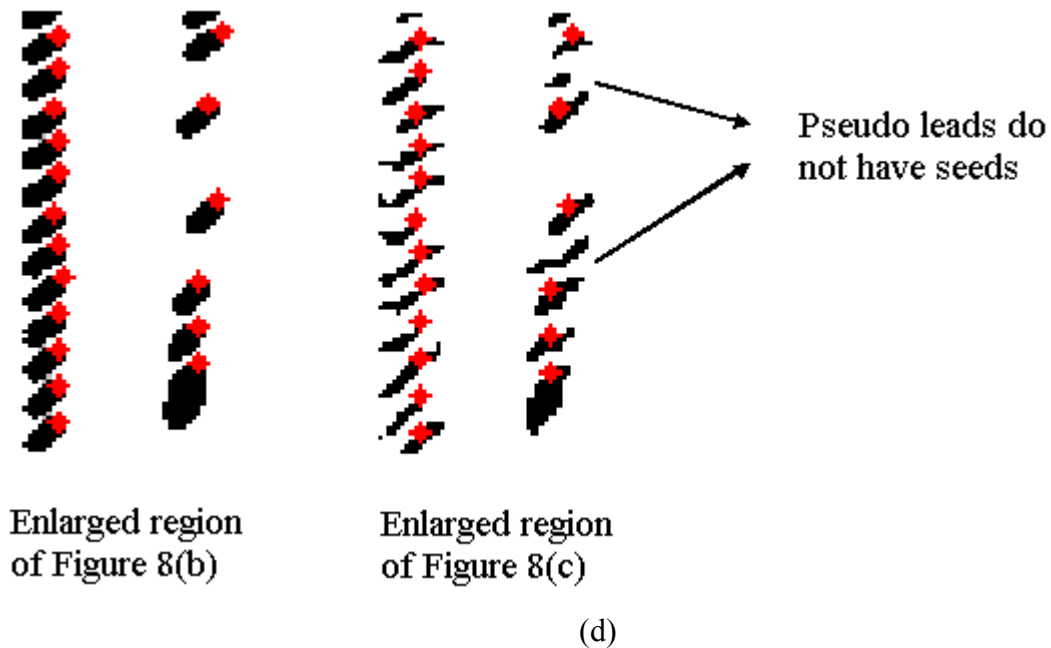 Pseudo leads do
not have seeds
Enlarged region
of Figure 8(b)
Enlarged region
of Figure 8(c)
(d)